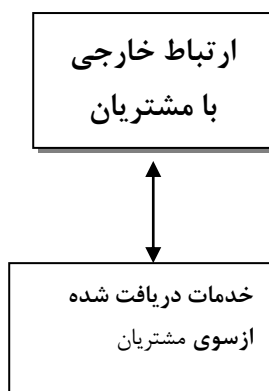 ارتباط خارجی
با مشتریان
خدمات دریافت شده
ازسوی مشتریان